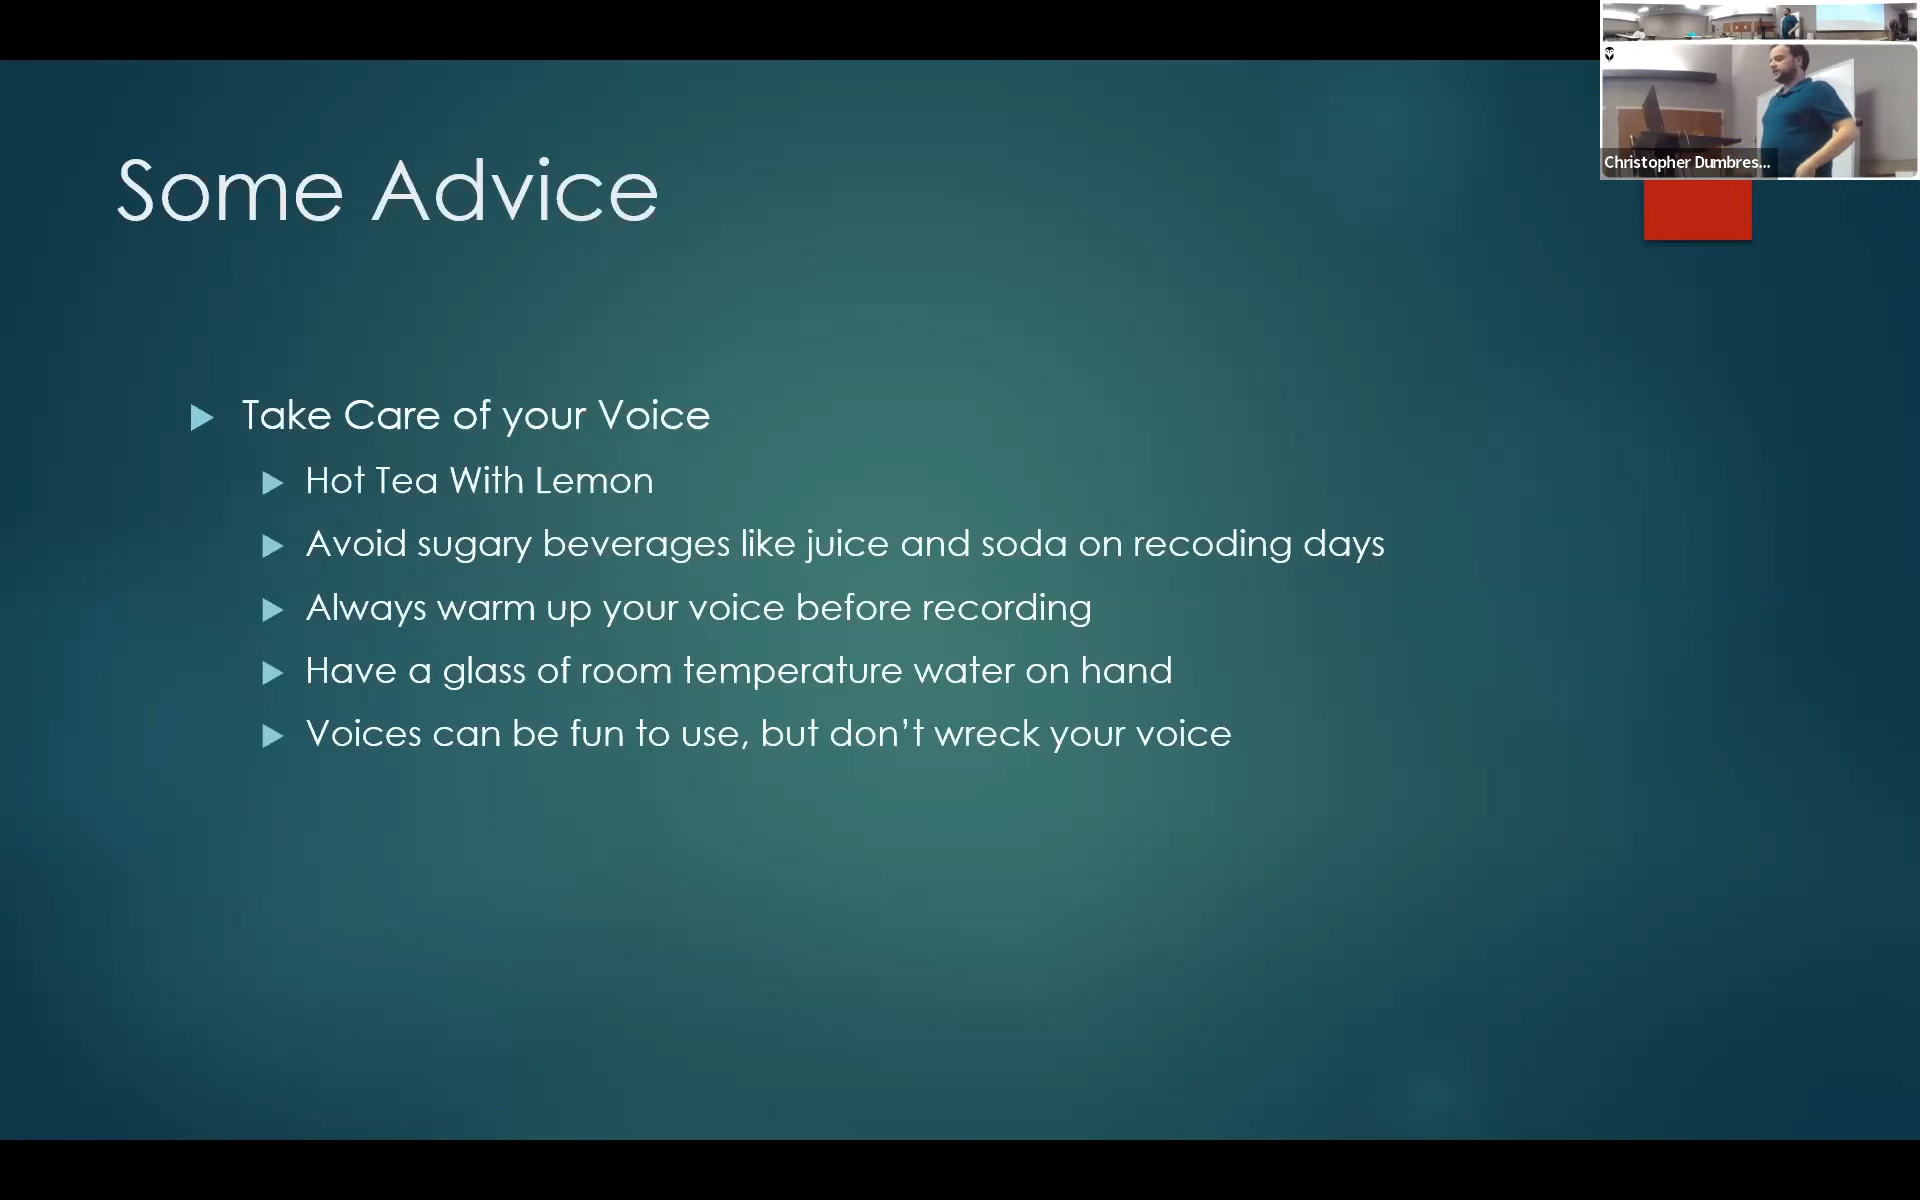 Some Advice
Take Care of your Voice
Hot Tea With Lemon
Avoid sugary beverages like juice and soda on recoding days
Always warm up your voice before recording
Have a glass of room temperature water on hand
Voices can be fun to use, but don’t wreck your voice
Christopher Dumbres...